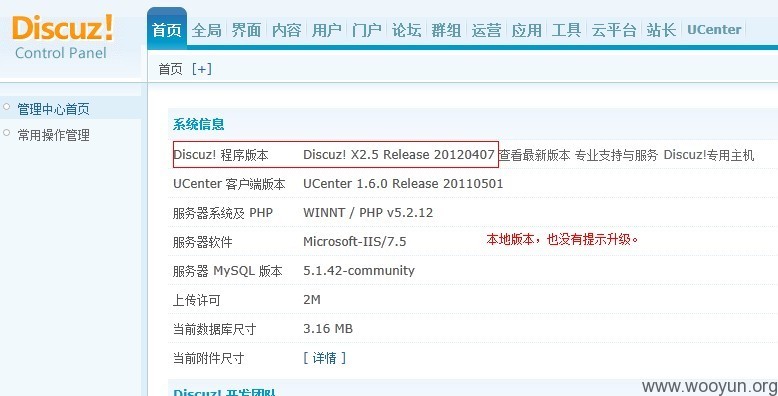 Discuz!
Control Panel
首页 全局 界面 内容 用户 门户 论坛 群组 运营 应用 工具 云平台 站长 UCenter
首页 [+]
管理中心首页
常用操作管理
系统信息
Discuz! 程序版本 Discuz! X2.5 Release 20120407 查看最新版本 专业支持与服务 Discuz!专用主机
UCenter 客户端版本 UCenter 1.6.0 Release 20110501
服务器系统及 PHP WINNT / PHP v5.2.12
服务器软件 Microsoft-IIS/7.5 本地版本，也没有提示升级。
服务器 MySQL 版本 5.1.42-community
上传许可 2M
当前数据库尺寸 3.16 MB
当前附件尺寸 [ 详情 ]
Discuz! 开发团队
www.wooyun.org